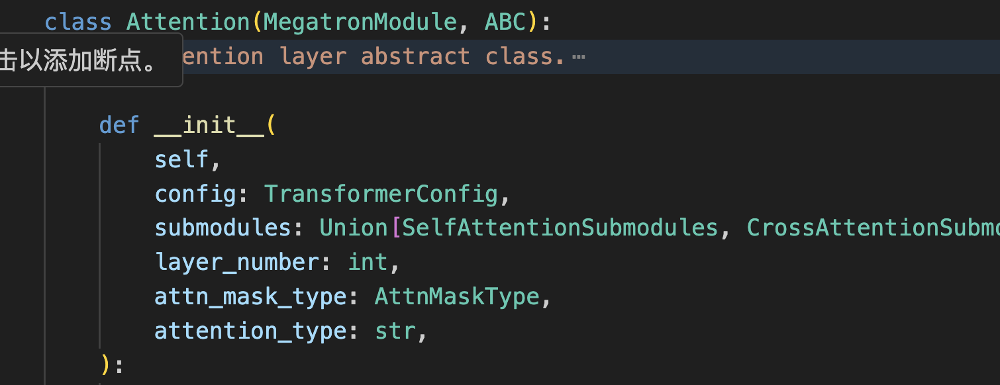 class Attention(MegatronModule, ABC):
击以添加断点。
ention layer abstract class.⋯
def __init__(
self,
config: TransformerConfig,
submodules: Union[SelfAttentionSubmodules, CrossAttentionSubmo
layer_number: int,
attn_mask_type: AttnMaskType,
attention_type: str,
):